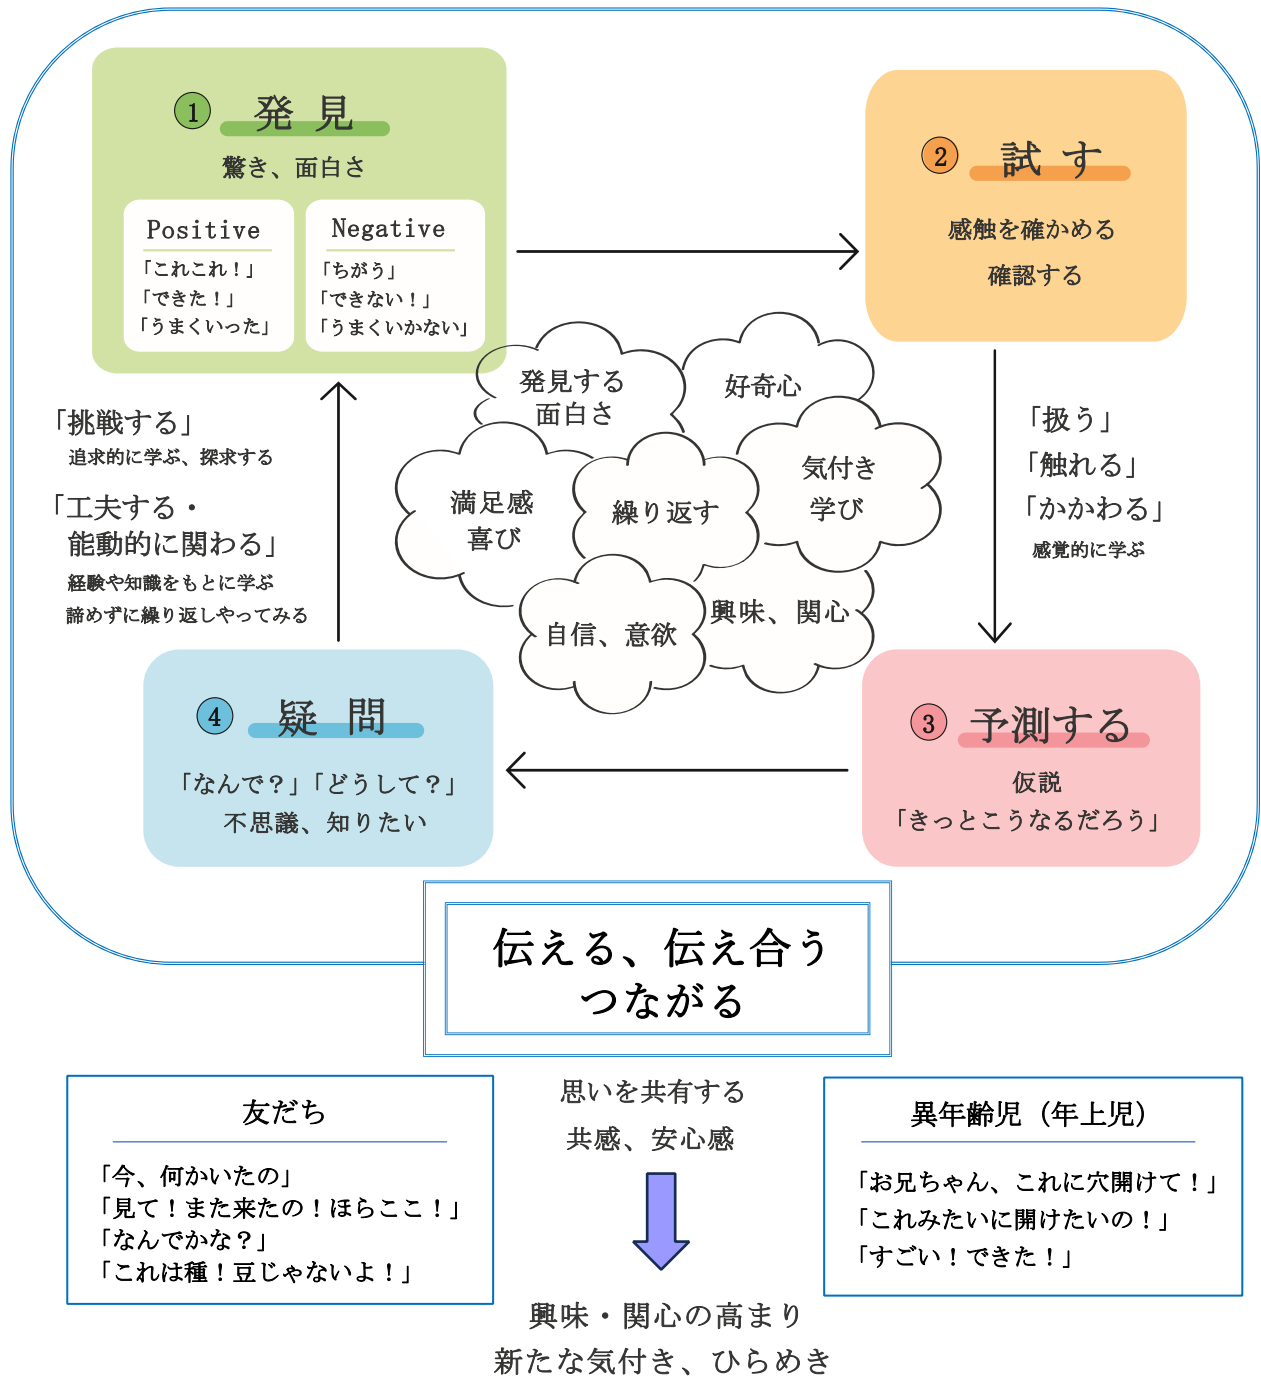 1 発見
驚き、面白さ
Positive
「これこれ！」
「できた！」
「うまくいった」
Negative
「ちがう」
「できない！」
「うまくいかない」
2 試す
感触を確かめる
確認する
「扱う」
「触れる」
「かかわる」
感覚的に学ぶ
3 予測する
仮説
「きっとこうなるだろう」
4 疑問
「なんで？」「どうして？」
不思議、知りたい
「挑戦する」
追求的に学ぶ、探求する
「工夫する・
能動的に関わる」
経験や知識をもとに学ぶ
諦めずに繰り返しやってみる
発見する
面白さ
好奇心
満足感
喜び
繰り返す
気付き
学び
自信、意欲
興味、関心
伝える、伝え合う
つながる
友だち
「今、何かいたの」
「見て！また来たの！ほらここ！」
「なんでかな？」
「これは種！豆じゃないよ！」
思いを共有する
共感、安心感
異年齢児（年上児）
「お兄ちゃん、これに穴開けて！」
「これみたいに開けたいの！」
「すごい！できた！」
興味・関心の高まり
新たな気付き、ひらめき